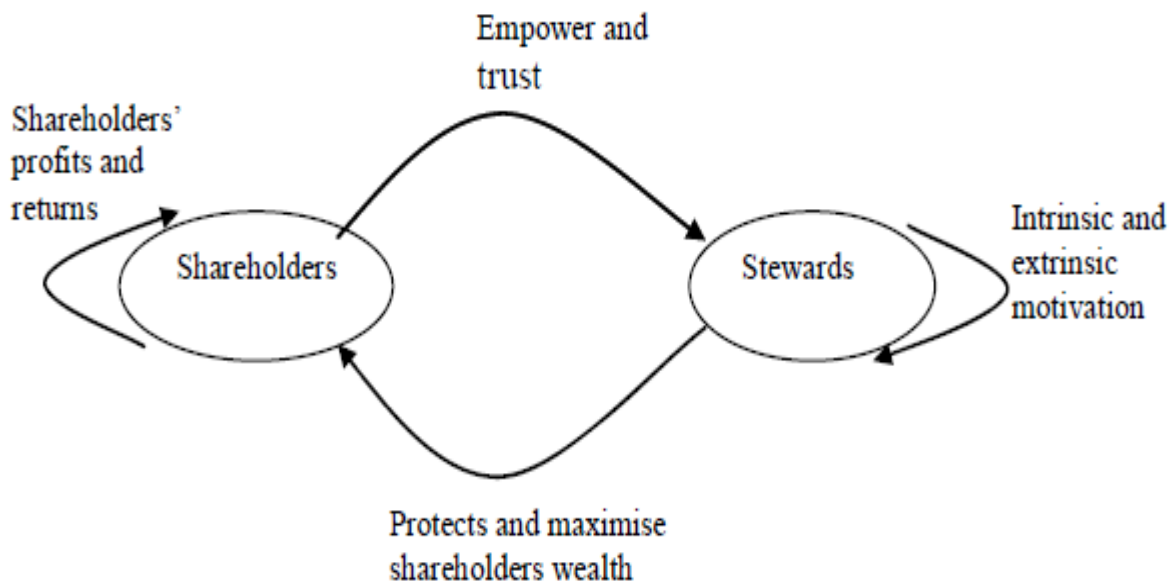 Empower and
trust
Shareholders’
profits and
returns
Shareholders
Stewards
Intrinsic and
extrinsic
motivation
Protects and maximise
shareholders wealth